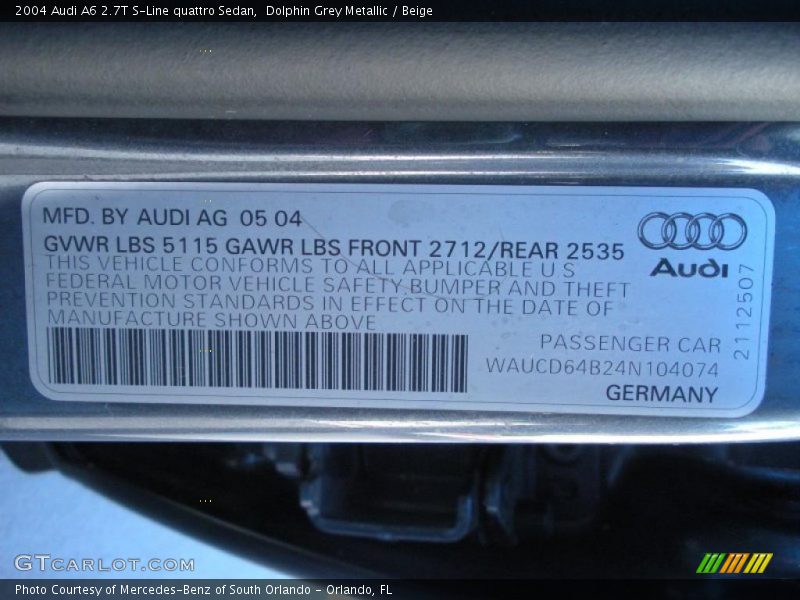 2004 Audi A6 2.7T S-Line quattro Sedan,  Dolphin Grey Metallic / Beige
MFD. BY AUDI AG 05 04
GVWR LBS 5115 GAWR LBS FRONT 2712/REAR 2535
THIS VEHICLE CONFORMS TO ALL APPLICABLE U S
FEDERAL MOTOR VEHICLE SAFETY BUMPER AND THEFT
PREVENTION STANDARDS IN EFFECT ON THE DATE OF
MANUFACTURE SHOWN ABOVE
Audi
2112507
PASSENGER CAR
WAUCD64B24N104074
GERMANY
GTCARLOT.COM
Photo Courtesy of Mercedes-Benz of South Orlando - Orlando, FL